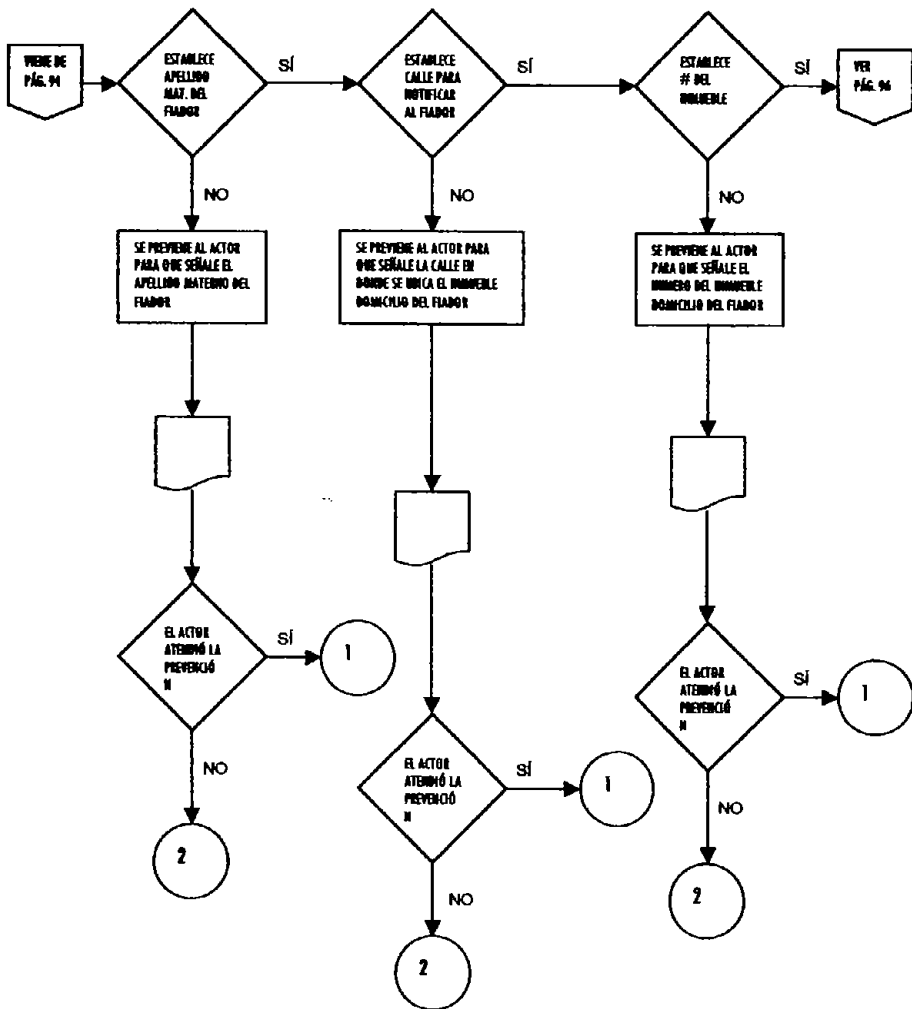 VIENE DE
PÁG. 94
ESTABLECE
APELLIDO
MAT. DEL
FIADOR
SÍ
ESTABLECE
CALLE PARA
NOTIFICAR
AL FIADOR
SÍ
ESTABLECE
# DEL
INMUEBLE
SÍ
VER
PÁG. 96
NO
NO
NO
SE PREVIENE AL ACTOR
PARA QUE SEÑALE EL
APELLIDO MATERNO DEL
FIADOR
SE PREVIENE AL ACTOR PARA
QUE SEÑALE LA CALLE EN
DONDE SE UBICA EL INMUEBLE
DOMICILIO DEL FIADOR
SE PREVIENE AL ACTOR
PARA QUE SEÑALE EL
NUMERO DEL INMUEBLE
DOMICILIO DEL FIADOR
EL ACTOR
ATENDIÓ LA
PREVENCIÓ
N
SÍ
1
NO
2
EL ACTOR
ATENDIÓ LA
PREVENCIÓ
N
SÍ
1
NO
2
EL ACTOR
ATENDIÓ LA
PREVENCIÓ
N
SÍ
1
NO
2